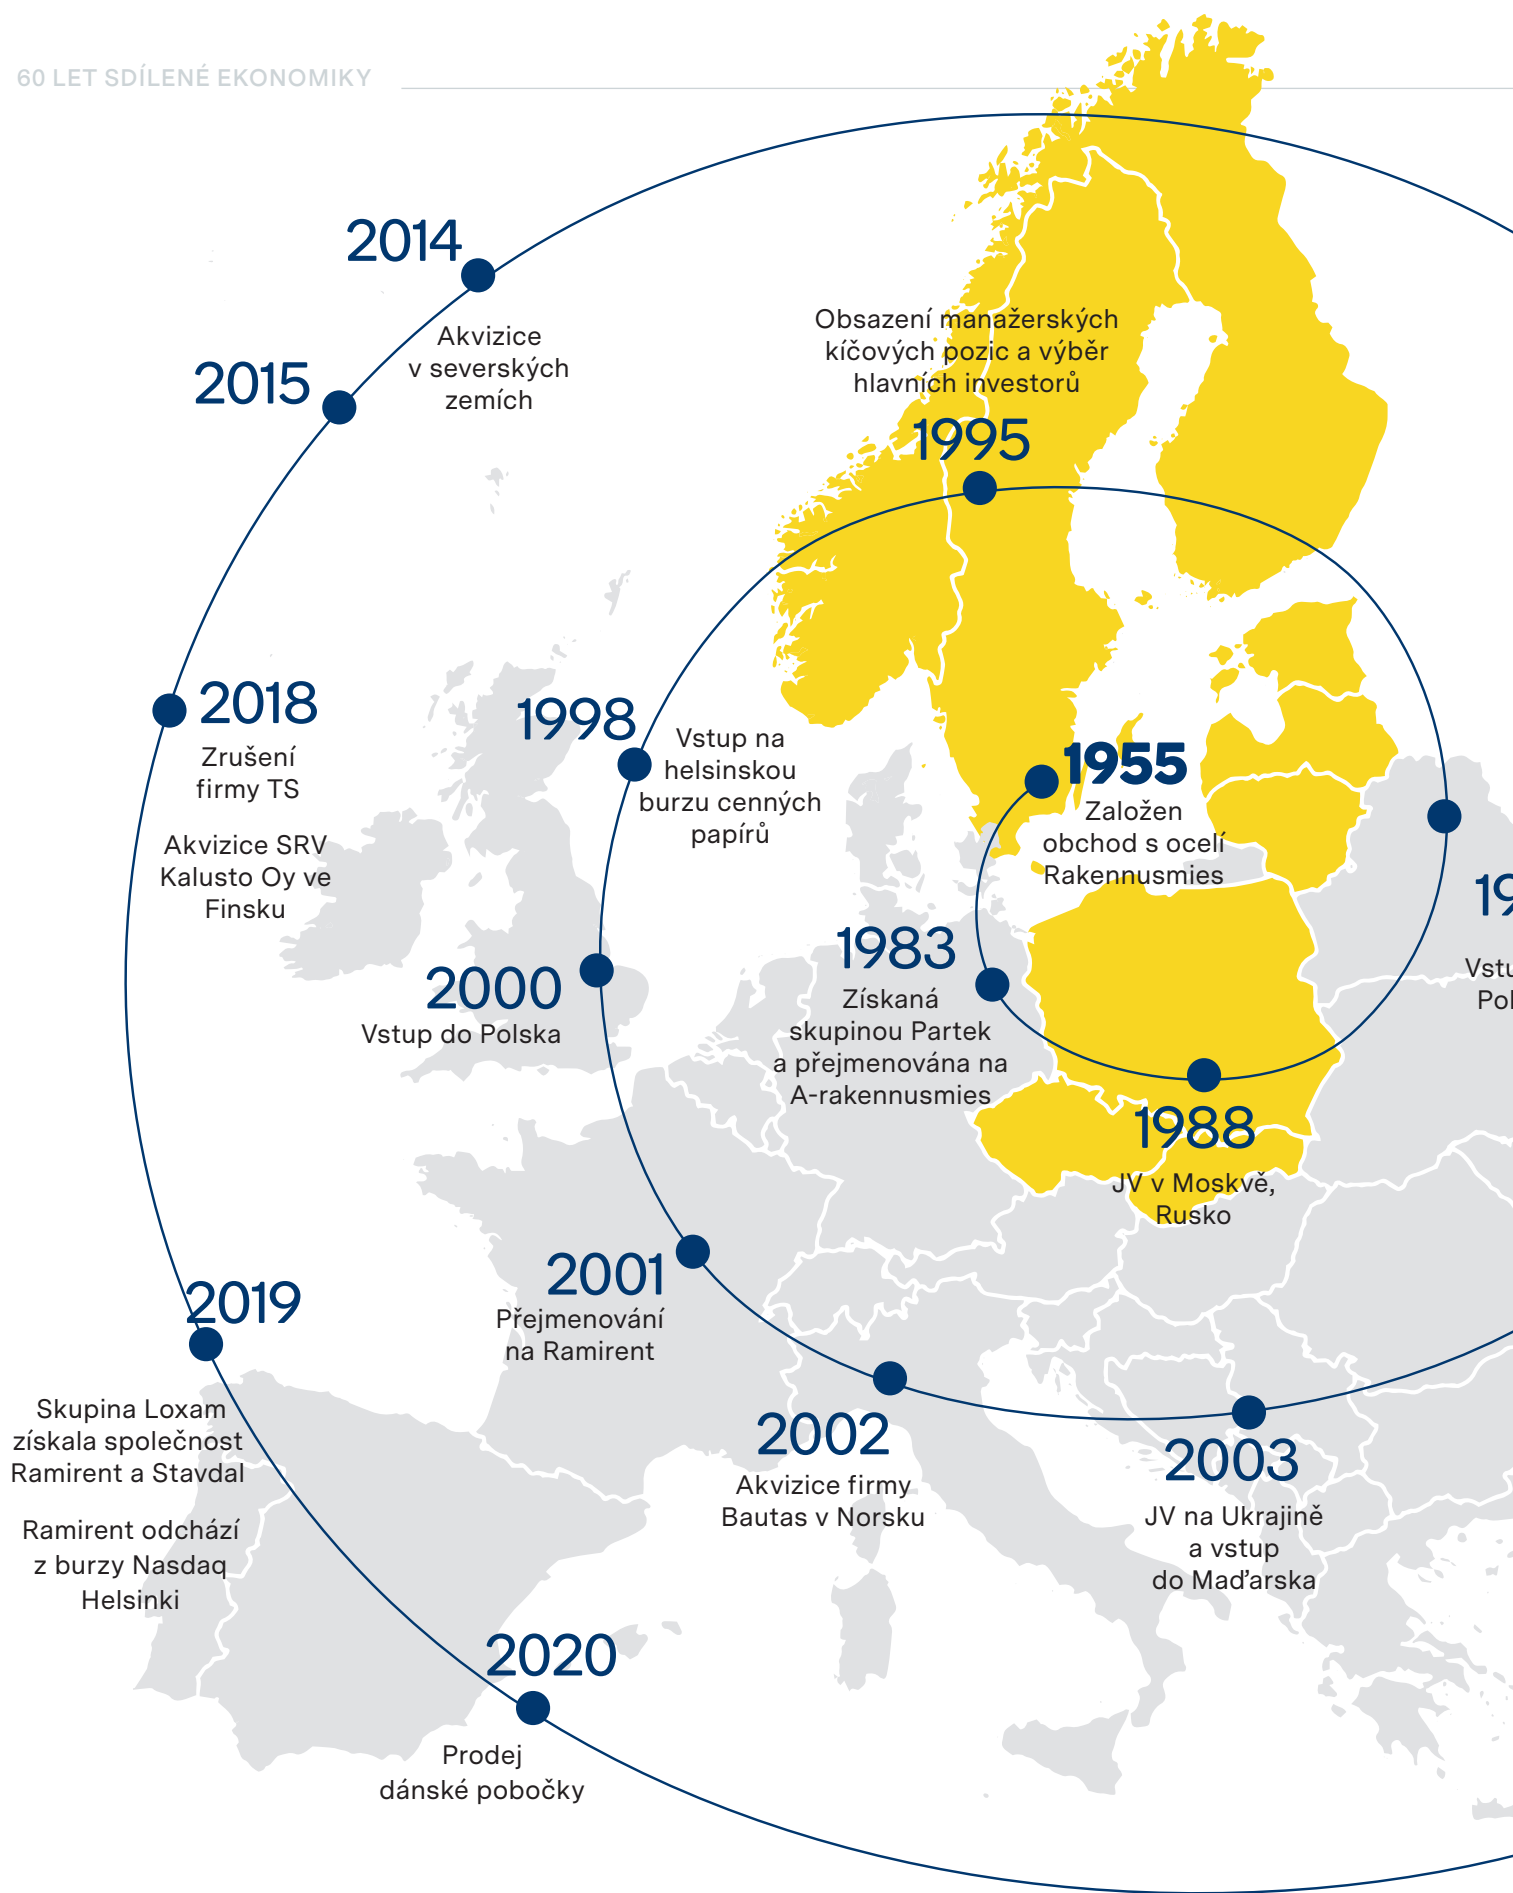 60 LET SDÍLENÉ EKONOMIKY
2014
Akvizice
v severských
zemích
2015
Obsazení manažerských
kíčových pozic a výběr
hlavních investorů
1995
2018
Zrušení
firmy TS
Akvizice SRV
Kalusto Oy ve
Finsku
1998
Vstup na
helsinskou
burzu cenných
papírů
1955
Založen
obchod s ocelí
Rakennusmies
1983
Získaná
skupinou Partek
a přejmenována na
A-rakennusmies
2000
Vstup do Polska
1988
JV v Moskvě,
Rusko
2001
Přejmenování
na Ramirent
2019
Skupina Loxam
získala společnost
Ramirent a Stavdal
Ramirent odchází
z burzy Nasdaq
Helsinki
2002
Akvizice firmy
Bautas v Norsku
2003
JV na Ukrajině
a vstup
do Maďarska
2020
Prodej
dánské pobočky